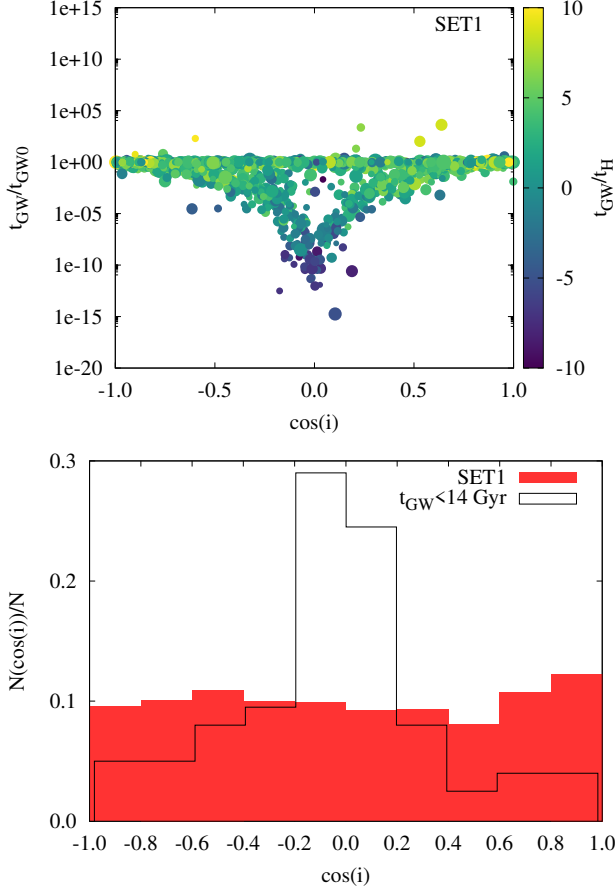 SET1
1e+15
1e+10
1e+05
1e+00
1e-05
1e-10
1e-15
1e-20
t_GW/t_GW0
-1.0 -0.5 0.0 0.5 1.0
cos(i)
10
5
0
-5
-10
t_GW/t_H
SET1
t_GW<14 Gyr
0.3
0.2
0.1
0.0
N(cos(i))/N
-1.0 -0.8 -0.6 -0.4 -0.2 0.0 0.2 0.4 0.6 0.8 1.0
cos(i)